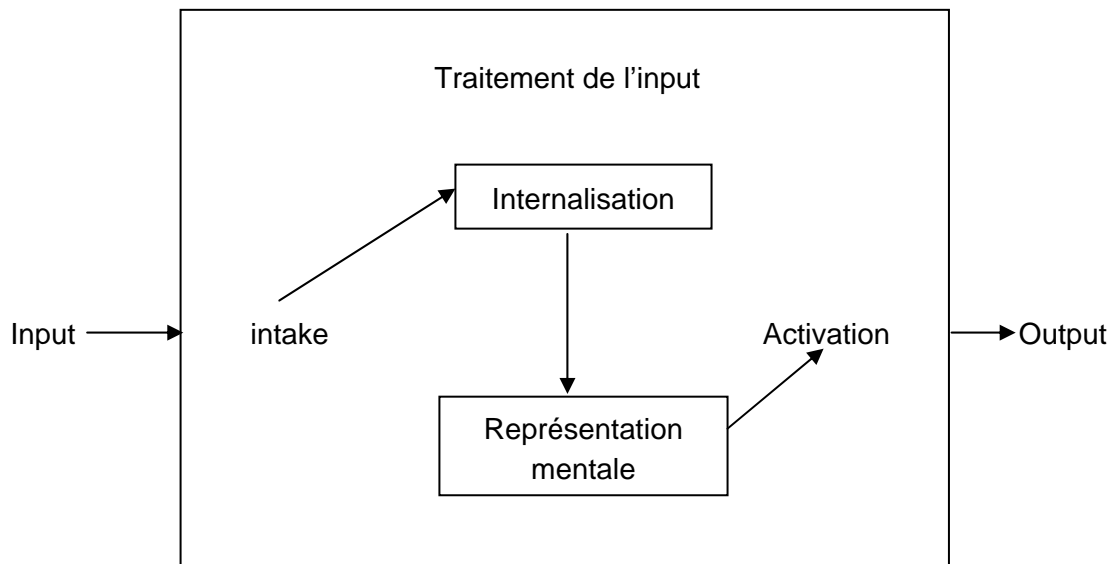 Traitement de l’input
Internalisation
Input
intake
Activation
Output
Représentation
mentale